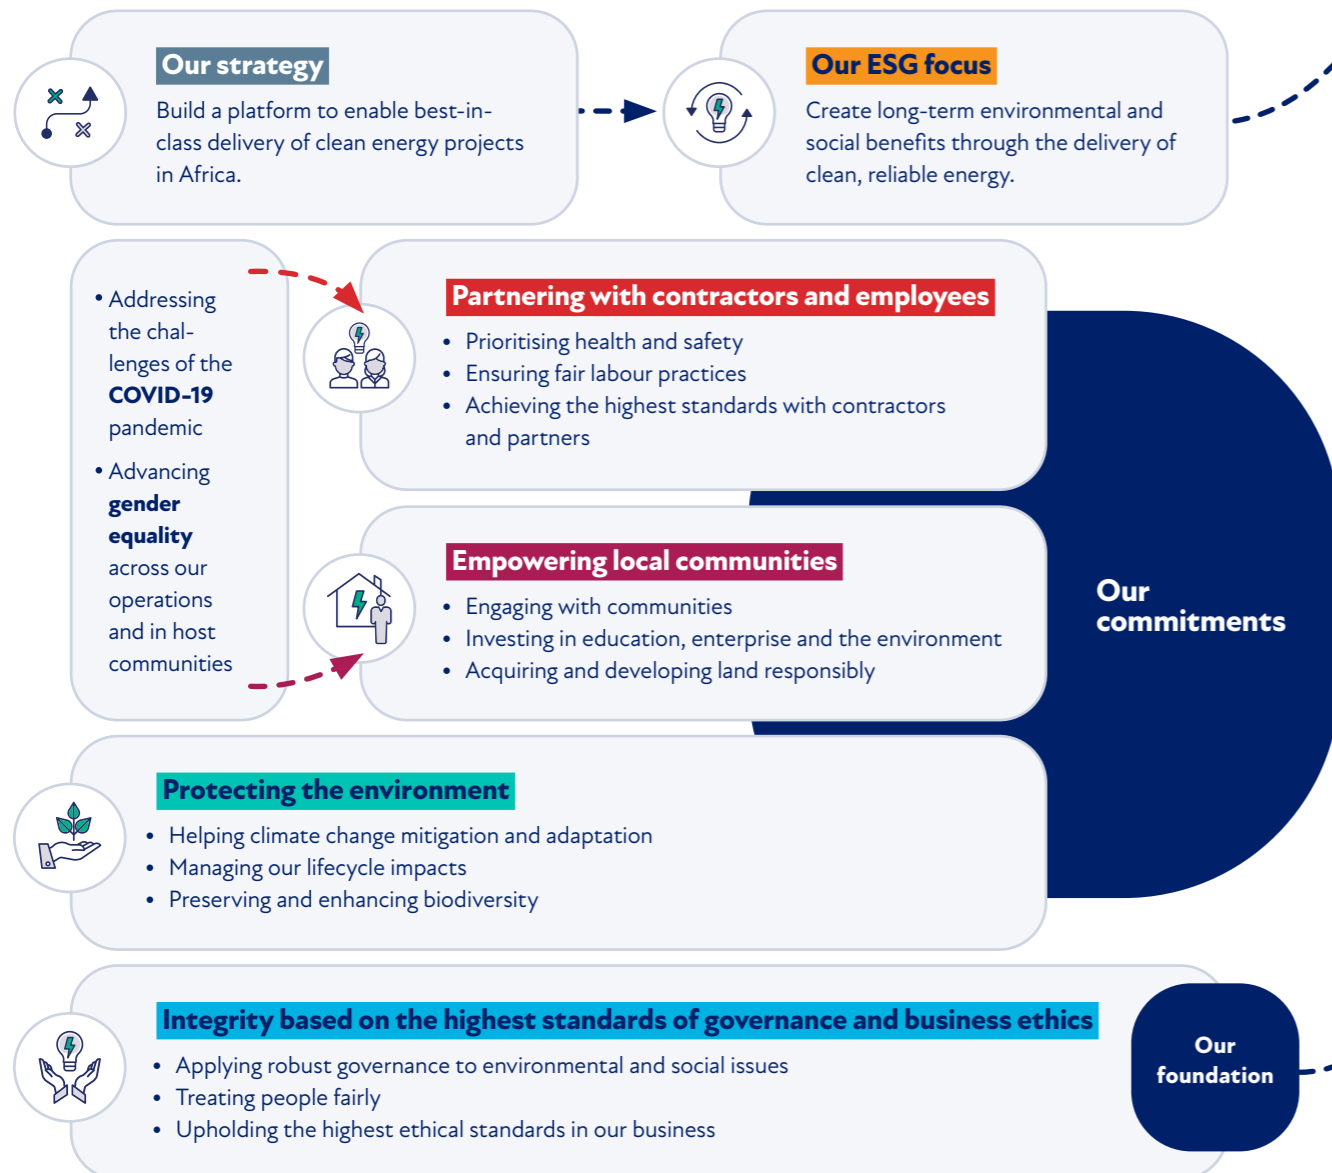 Our strategy
Build a platform to enable best-in-
class delivery of clean energy projects
in Africa.
Our ESG focus
Create long-term environmental and
social benefits through the delivery of
clean, reliable energy.
• Addressing
the chal-
lenges of the
COVID-19
pandemic
• Advancing
gender
equality
across our
operations
and in host
communities
Partnering with contractors and employees
• Prioritising health and safety
• Ensuring fair labour practices
• Achieving the highest standards with contractors
and partners
Empowering local communities
• Engaging with communities
• Investing in education, enterprise and the environment
• Acquiring and developing land responsibly
Our
commitments
Protecting the environment
• Helping climate change mitigation and adaptation
• Managing our lifecycle impacts
• Preserving and enhancing biodiversity
Integrity based on the highest standards of governance and business ethics
• Applying robust governance to environmental and social issues
• Treating people fairly
• Upholding the highest ethical standards in our business
Our
foundation